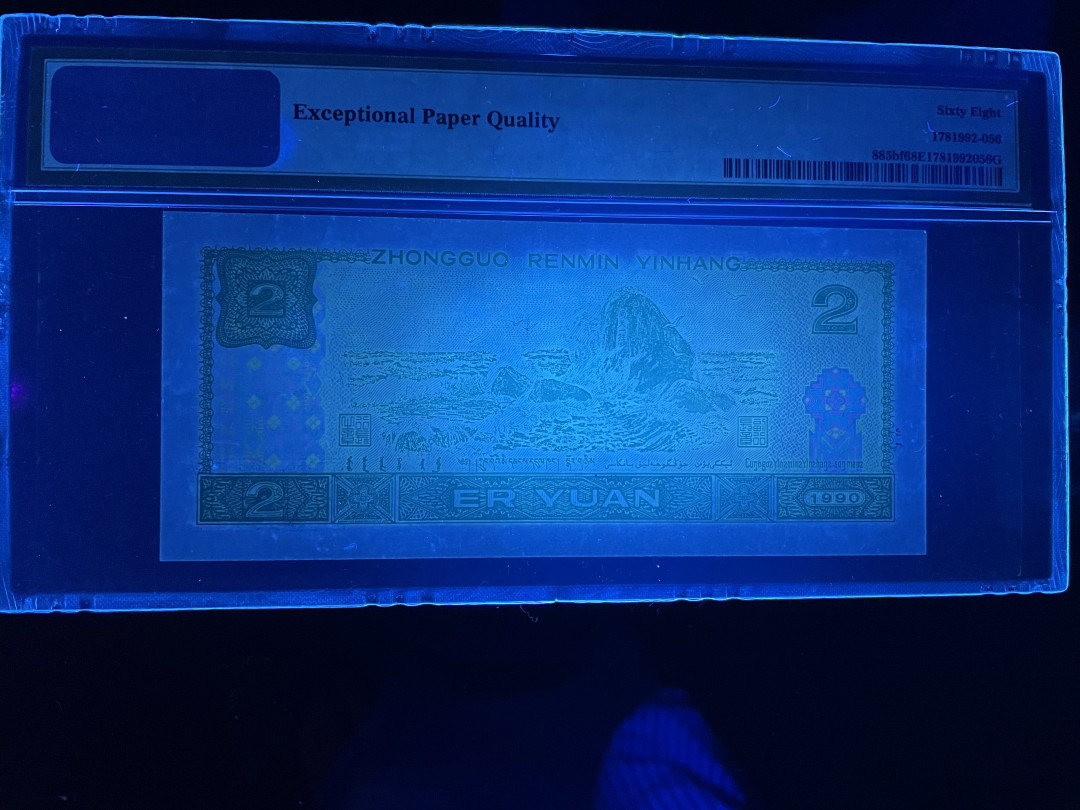 Exceptional Paper Quality
Sixty Eight
1781992-056
885bf68E1781992056G
ZHONGGUO RENMIN YINHANG
2
2
2
ER YUAN
1990